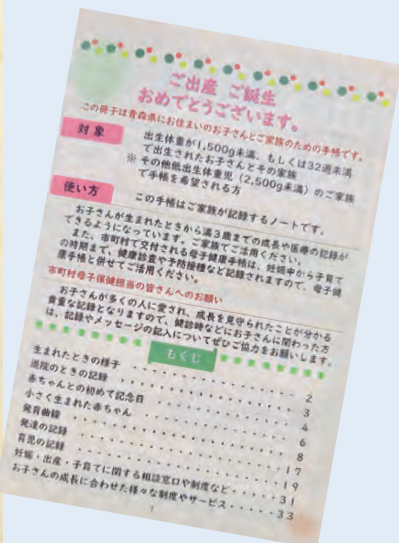 ご出産 ご誕生
おめでとうございます。
この冊子は青森県にお住まいのお子さんとご家族のための手帳です。
対象
出生体重が1,500g未満、もしくは32週未満
で出生されたお子さんとその家族
※ その他低出生体重児(2,500g未満)のご家族
で手帳を希望される方
使い方
この手帳はご家族が記録するノートです。
お子さんが生まれたときから満3歳までの成長や医療の記録が
できるようになっています。ご家族でご活用ください。
また、市町村で交付される母子健康手帳は、妊娠中から子育て
の時期まで、健康診査や予防接種など記録されますので、母子健
康手帳と併せてご活用ください。
市町村母子保健担当の皆さんへのお願い
お子さんが多くの人に愛され、成長を見守られたことが分かる
貴重な記録となりますので、健診時などにお子さんに関わった方
は、記録やメッセージの記入についてぜひご協力をお願いします。
もくじ
生まれたときの様子 ・・・・・・・・・・・・・・・・ 2
退院のときの記録 ・・・・・・・・・・・・・・・・ 3
赤ちゃんとの初めて記念日 ・・・・・・・・・・・・・ 4
小さく生まれた赤ちゃん ・・・・・・・・・・・・・・ 6
発育曲線 ・・・・・・・・・・・・・・・・・・・・ 8
発達の記録 ・・・・・・・・・・・・・・・・・・・ 17
育児の記録 ・・・・・・・・・・・・・・・・・・・ 19
妊娠・出産・子育てに関する相談窓口や制度など・・・・・ 31
お子さんの成長に合わせた様々な制度やサービス・・・・・ 33
1